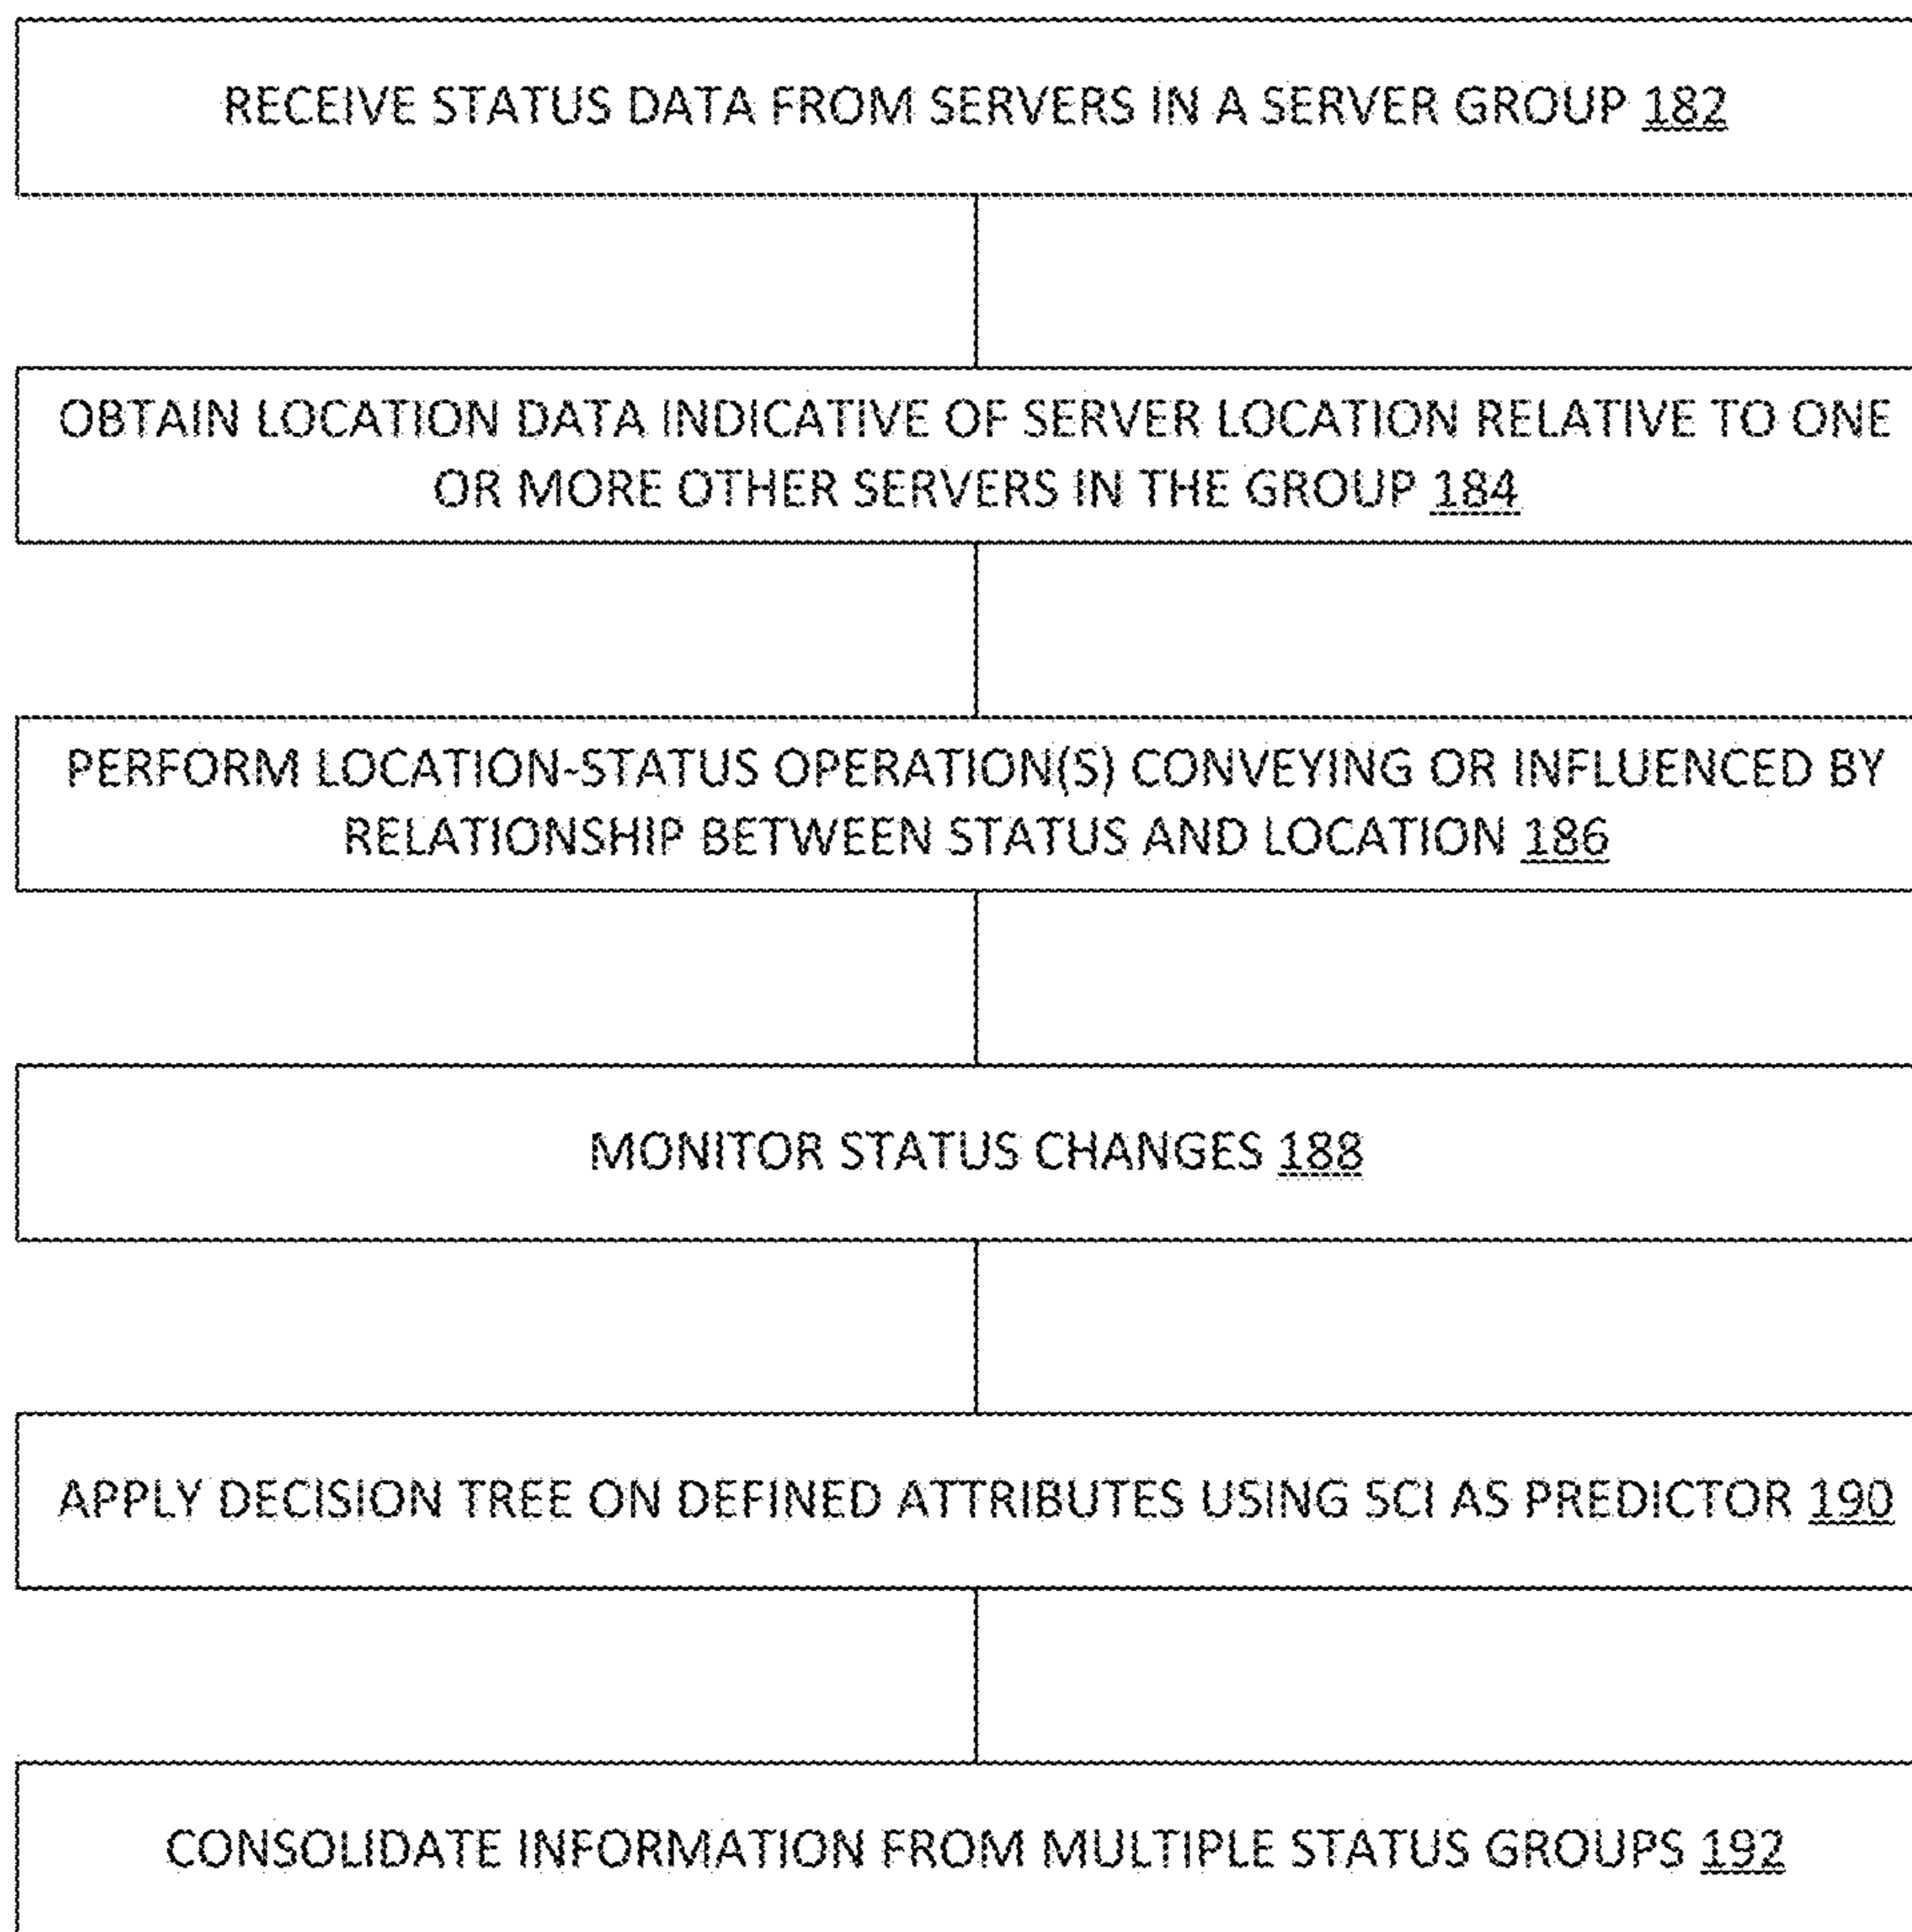 RECEIVE STATUS DATA FROM SERVERS IN A SERVER GROUP 182
OBTAIN LOCATION DATA INDICATIVE OF SERVER LOCATION RELATIVE TO ONE
OR MORE OTHER SERVERS IN THE GROUP 184
PERFORM LOCATION-STATUS OPERATION(S) CONVEYING OR INFLUENCED BY
RELATIONSHIP BETWEEN STATUS AND LOCATION 186
MONITOR STATUS CHANGES 188
APPLY DECISION TREE ON DEFINED ATTRIBUTES USING SCI AS PREDICTOR 190
CONSOLIDATE INFORMATION FROM MULTIPLE STATUS GROUPS 192